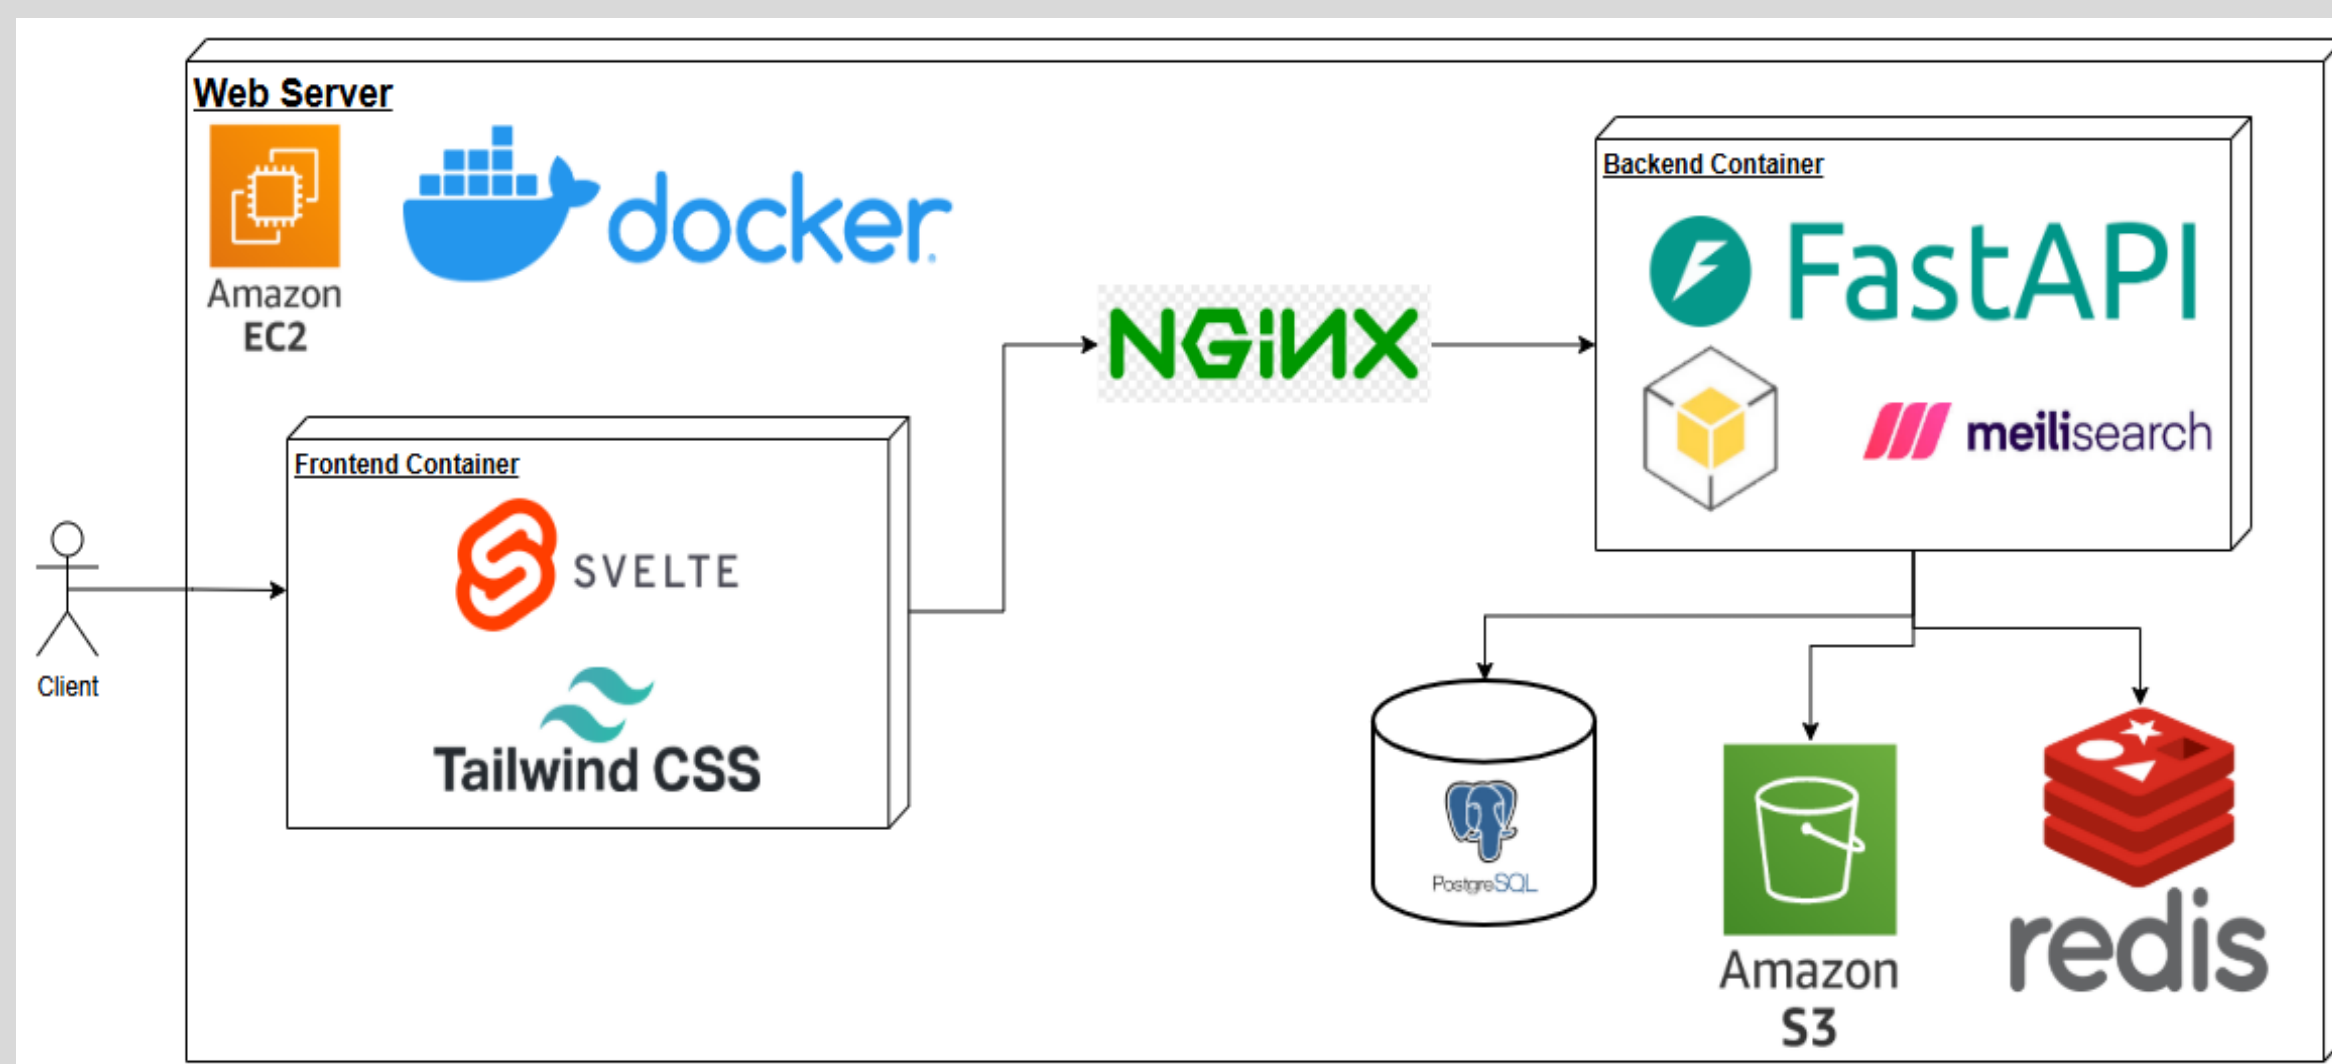 Web Server
Amazon
EC2
docker
Backend Container
FastAPI
meilisearch
NGINX
Frontend Container
SVELTE
Tailwind CSS
Client
PostgreSQL
Amazon
S3
redis